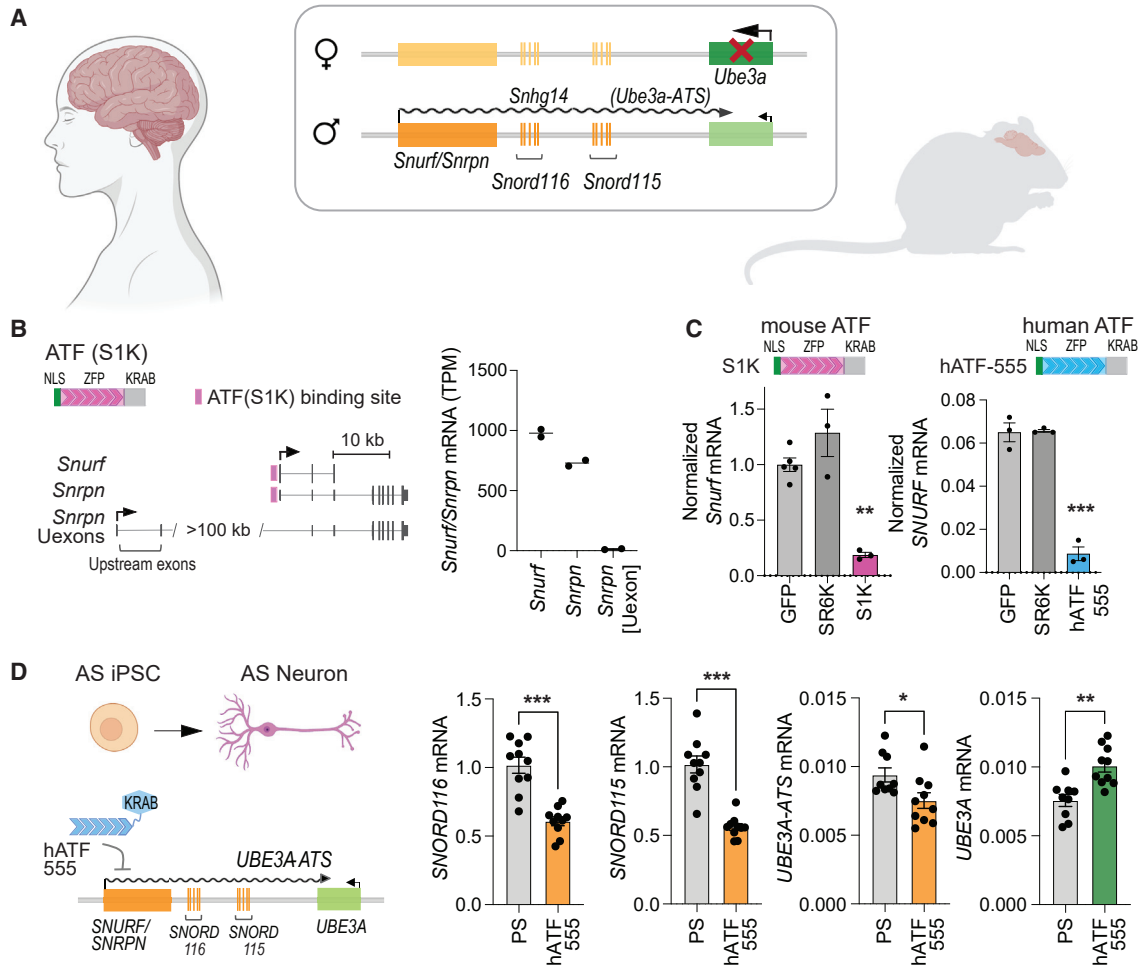 A
♀
Ube3a
Snhg14
(Ube3a-ATS)
♂
Snurf/Snrpn
Snord116
Snord115
B
ATF (S1K)
NLS ZFP KRAB
ATF(S1K) binding site
10 kb
Snurf
Snrpn
Snrpn
Uexons
>100 kb
Upstream exons
Snurf/Snrpn mRNA (TPM)
1500
1000
500
0
Snurf
Snrpn
Snrpn
[Uexon]
C
mouse ATF
NLS ZFP KRAB
S1K
Normalized
Snurf mRNA
1.5
1.0
0.5
0.0
**
GFP
SR6K
S1K
human ATF
NLS ZFP KRAB
hATF-555
Normalized
SNURF mRNA
0.08
0.06
0.04
0.02
0.00
***
GFP
SR6K
hATF
555
D
AS iPSC
AS Neuron
KRAB
hATF
555
UBE3A-ATS
SNURF/
SNRPN
SNORD
116
SNORD
115
UBE3A
SNORD116 mRNA
1.5
1.0
0.5
0.0
***
PS
hATF
555
SNORD115 mRNA
1.5
1.0
0.5
0.0
***
PS
hATF
555
UBE3A-ATS mRNA
0.015
0.010
0.005
0.000
*
PS
hATF
555
UBE3A mRNA
0.015
0.010
0.005
0.000
**
PS
hATF
555